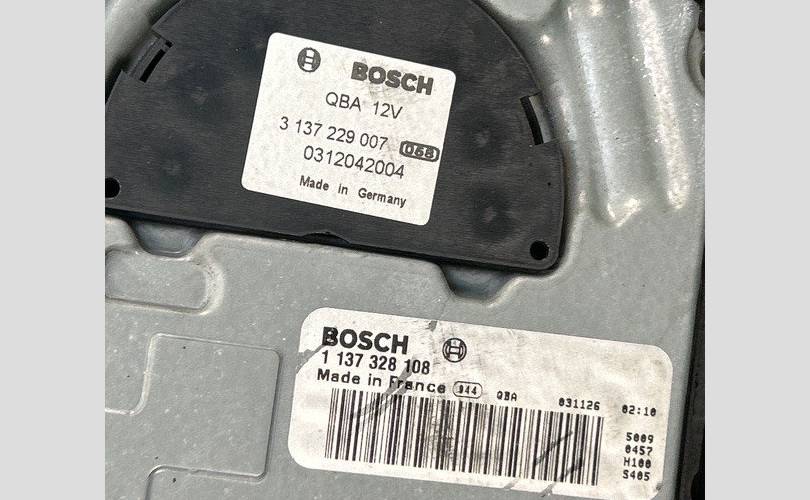 BOSCH
QBA 12V
3 137 229 007 068
0312042004
Made in Germany
BOSCH
1 137 328 108
Made in France 944 QBA 031126 02:10
5009
0457
H100
S405